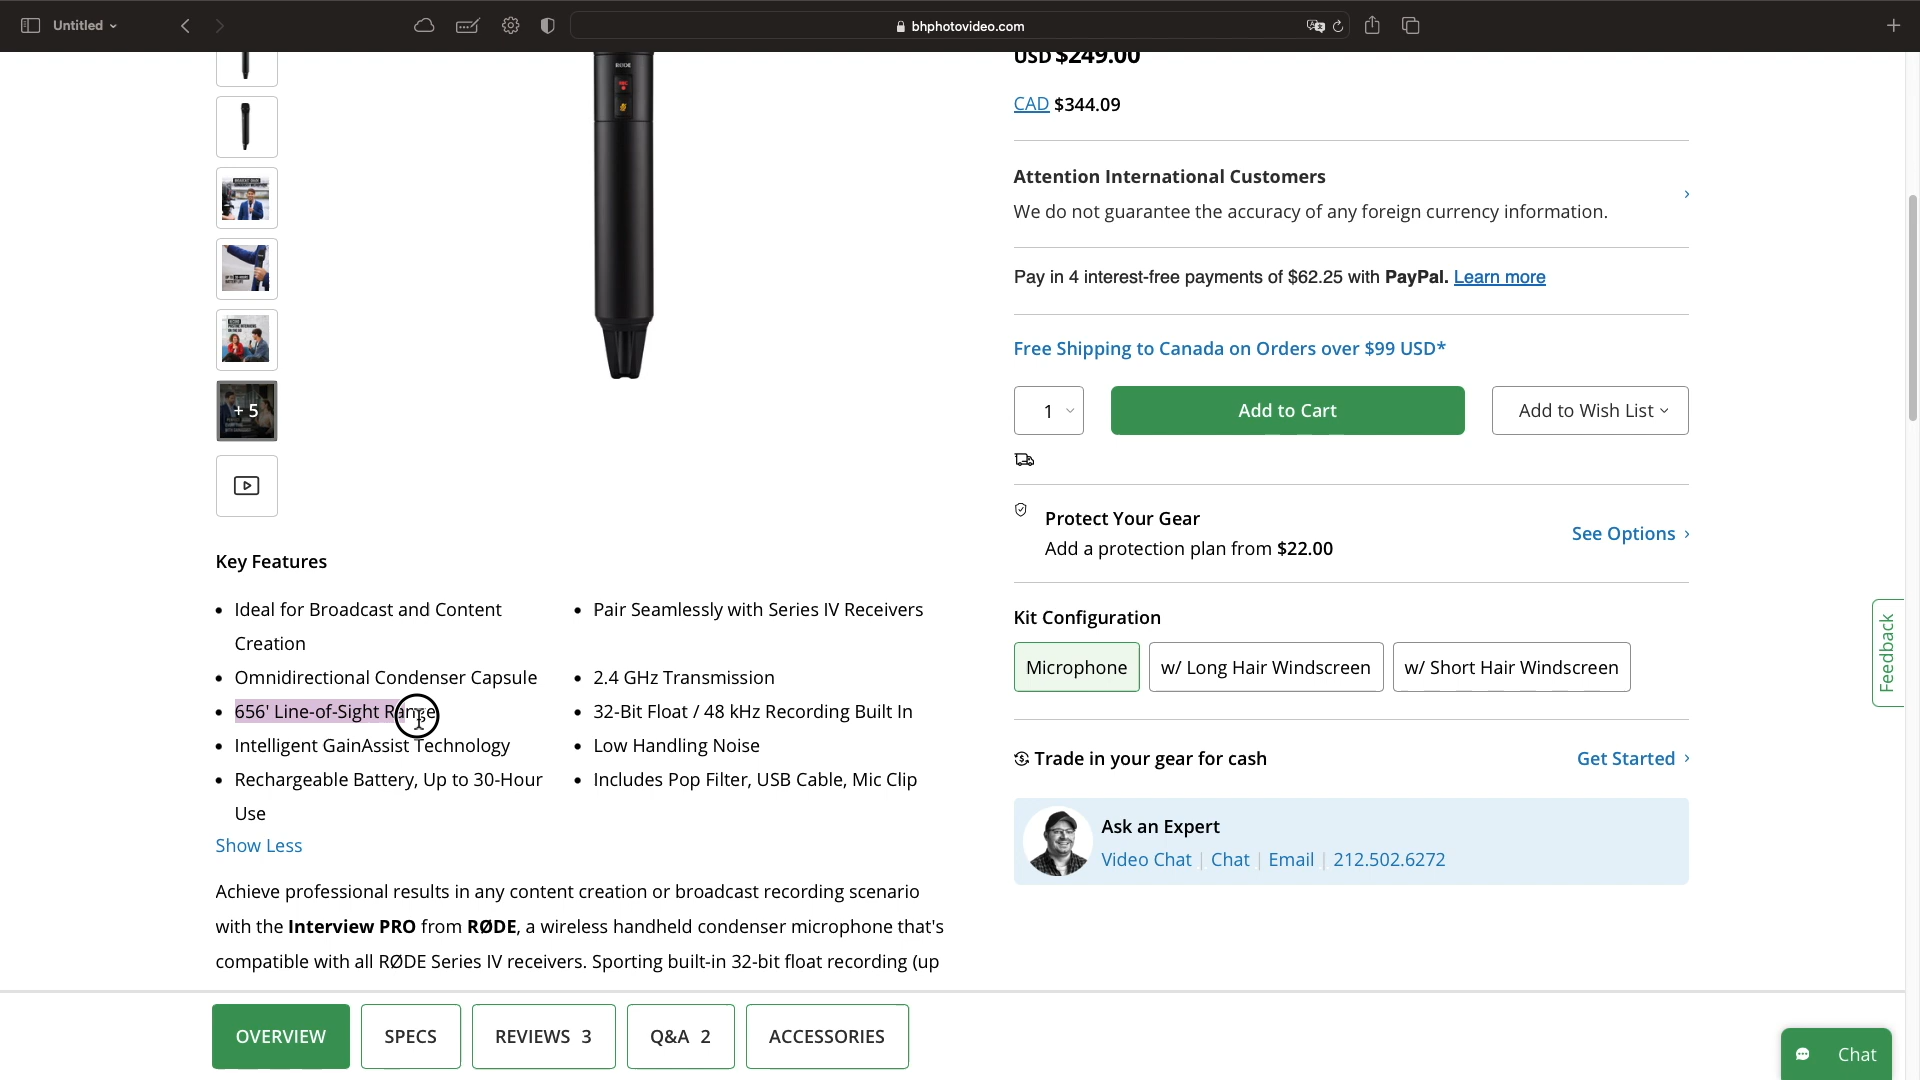 Untitled
bhphotovideo.com
RØDE
REC
USD $249.00
CAD $344.09
Attention International Customers
We do not guarantee the accuracy of any foreign currency information.
Pay in 4 interest-free payments of $62.25 with PayPal. Learn more
Free Shipping to Canada on Orders over $99 USD*
1
Add to Cart
Add to Wish List
+ 5
Protect Your Gear
Add a protection plan from $22.00
See Options
Key Features
Ideal for Broadcast and Content
Creation
Omnidirectional Condenser Capsule
656' Line-of-Sight Range
Intelligent GainAssist Technology
Rechargeable Battery, Up to 30-Hour
Use
Pair Seamlessly with Series IV Receivers
2.4 GHz Transmission
32-Bit Float / 48 kHz Recording Built In
Low Handling Noise
Includes Pop Filter, USB Cable, Mic Clip
Show Less
Achieve professional results in any content creation or broadcast recording scenario
with the Interview PRO from RØDE, a wireless handheld condenser microphone that's
compatible with all RØDE Series IV receivers. Sporting built-in 32-bit float recording (up
Kit Configuration
Microphone
w/ Long Hair Windscreen
w/ Short Hair Windscreen
Trade in your gear for cash
Get Started
Ask an Expert
Video Chat | Chat | Email | 212.502.6272
Feedback
OVERVIEW
SPECS
REVIEWS 3
Q&A 2
ACCESSORIES
Chat